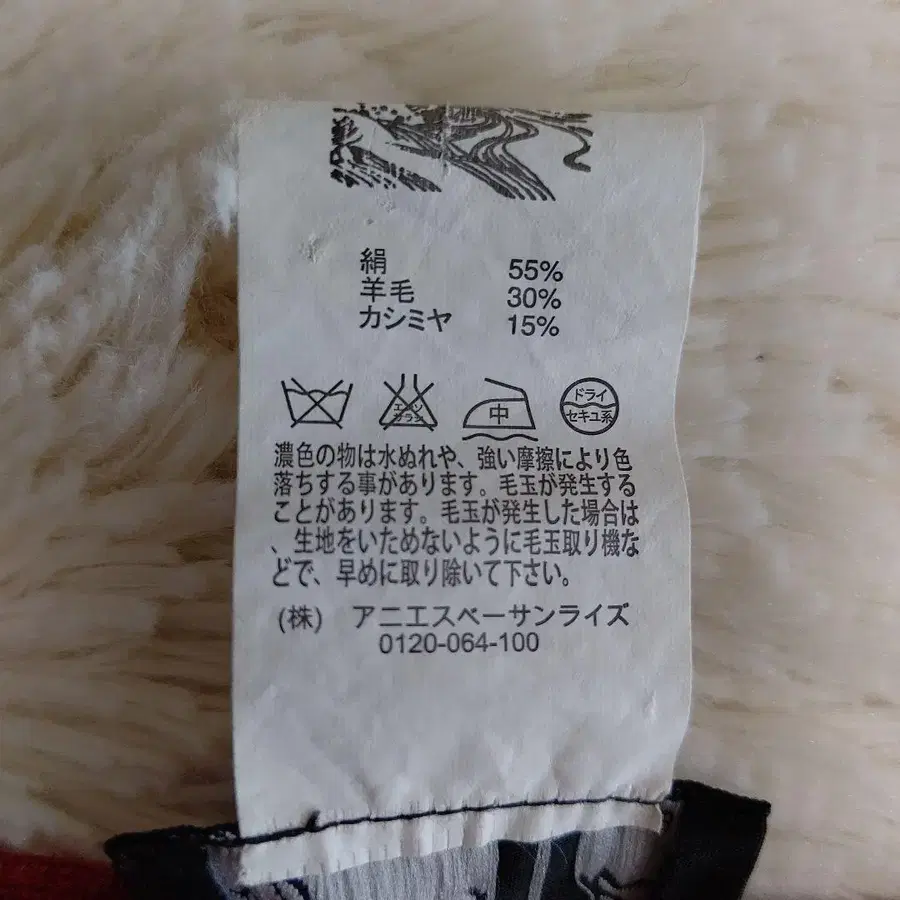 絹 55%
羊毛 30%
カシミヤ 15%
エンソ
サラシ
中
ドライ
セキユ系
濃色の物は水ぬれや、強い摩擦により色
落ちする事があります。毛玉が発生する
ことがあります。毛玉が発生した場合は
、生地をいためないように毛玉取り機な
どで、早めに取り除いて下さい。
(株) アニエスベーサンライズ
0120-064-100